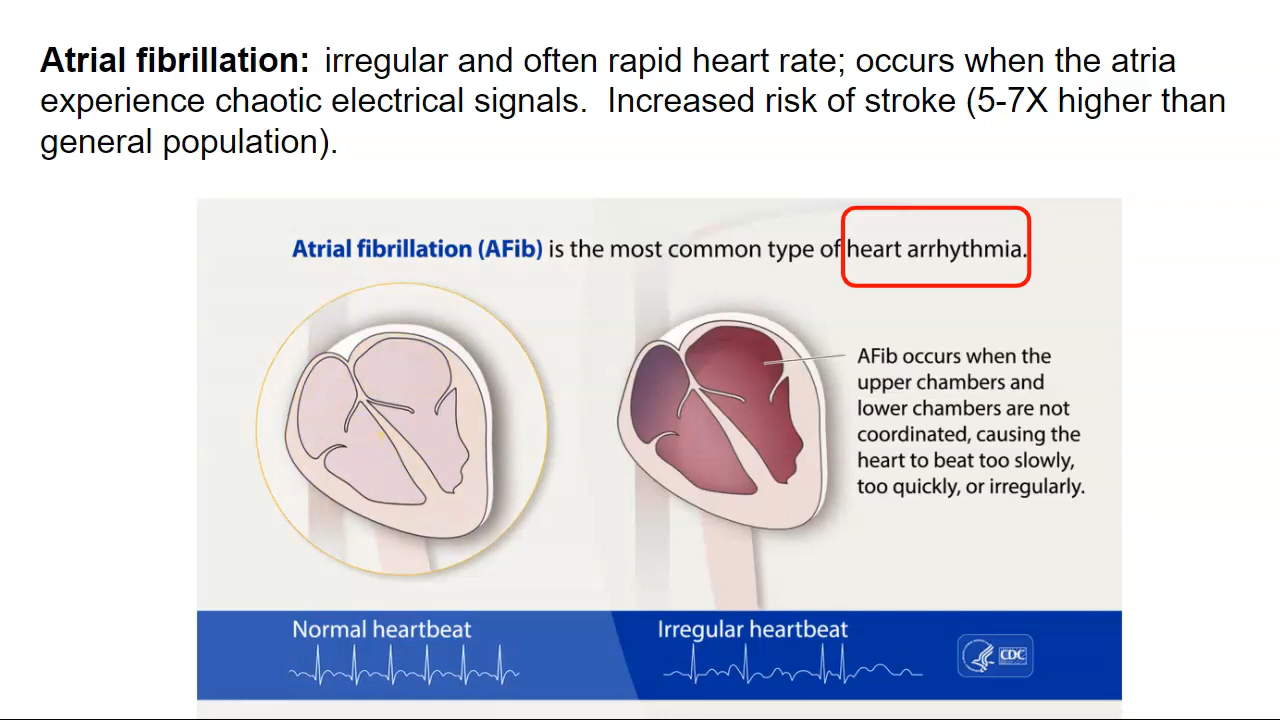 Atrial fibrillation: irregular and often rapid heart rate; occurs when the atria
experience chaotic electrical signals. Increased risk of stroke (5-7X higher than
general population).
Atrial fibrillation (AFib) is the most common type of heart arrhythmia.
AFib occurs when the
upper chambers and
lower chambers are not
coordinated, causing the
heart to beat too slowly,
too quickly, or irregularly.
Normal heartbeat
Irregular heartbeat
CDC